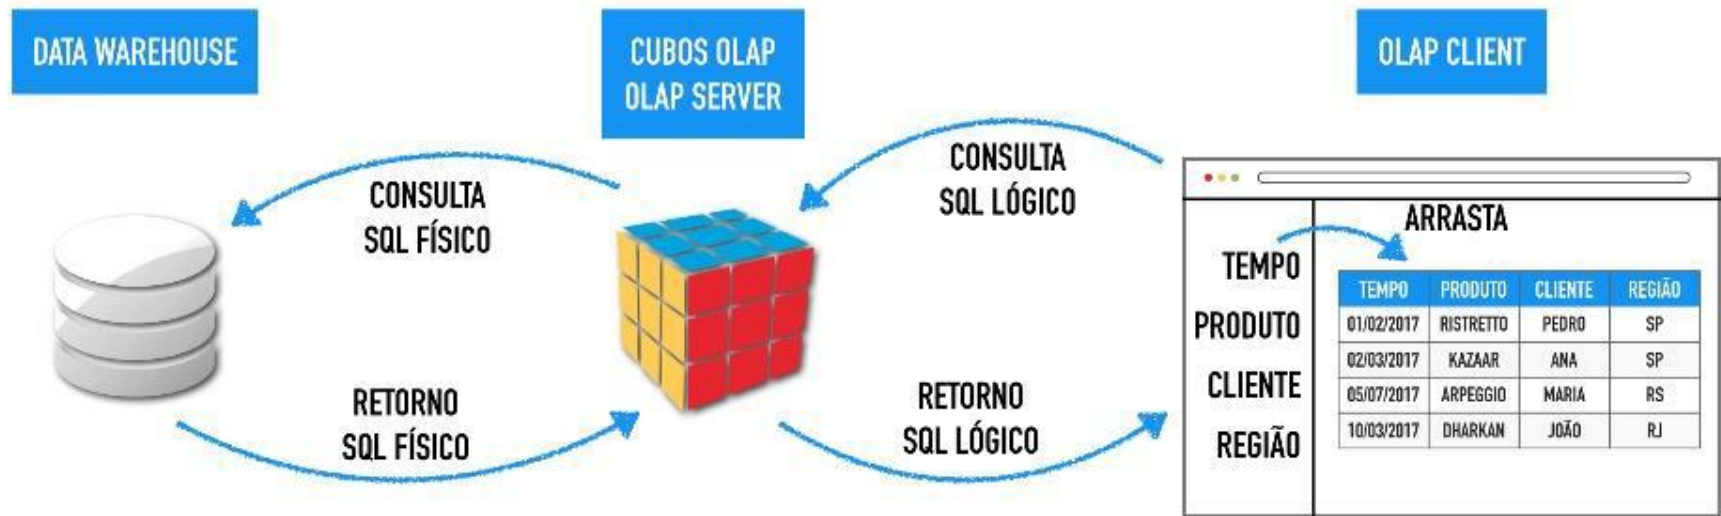 DATA WAREHOUSE
CUBOS OLAP
OLAP SERVER
OLAP CLIENT
CONSULTA
SQL FÍSICO
CONSULTA
SQL LÓGICO
RETORNO
SQL FÍSICO
RETORNO
SQL LÓGICO
ARRASTA
TEMPO
PRODUTO
CLIENTE
REGIÃO
TEMPO PRODUTO CLIENTE REGIÃO
01/02/2017 RISTRETTO PEDRO SP
02/03/2017 KAZAAR ANA SP
05/07/2017 ARPEGGIO MARIA RS
10/03/2017 DHARKAN JOÃO RJ